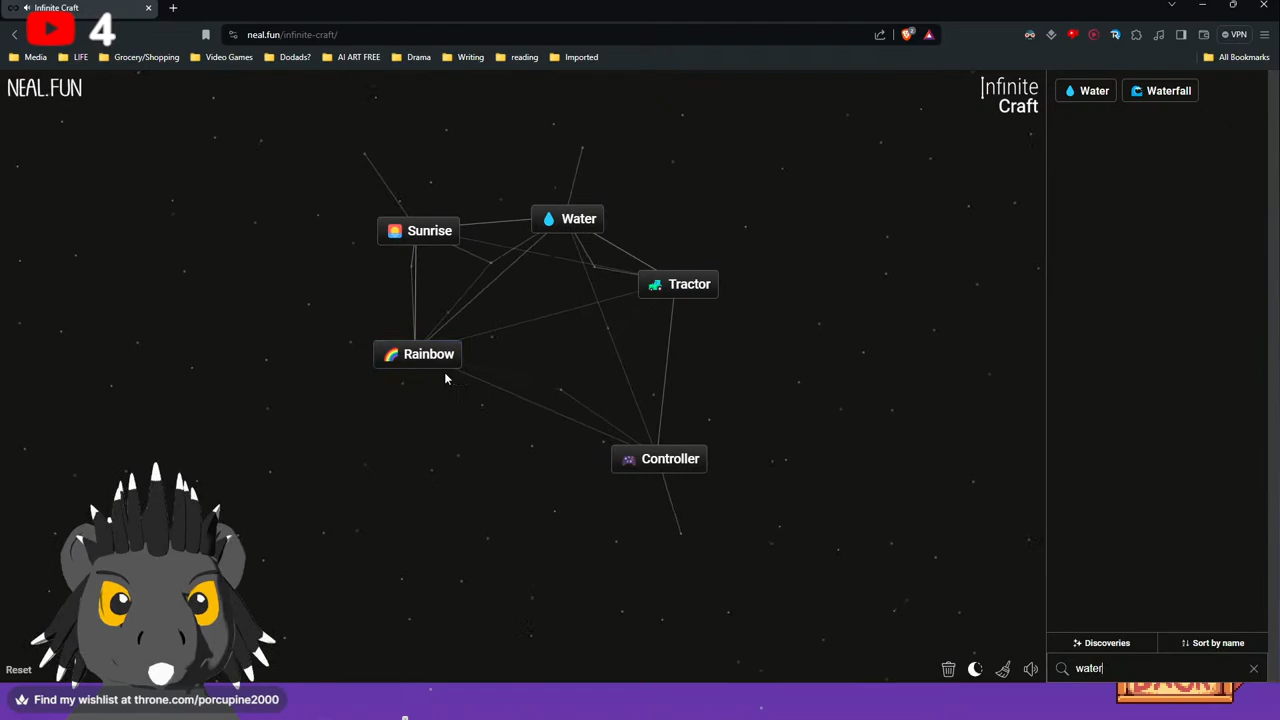 Infinite Craft
4
neal.fun/infinite-craft/
2
VPN
Media
LIFE
Grocery/Shopping
Video Games
Dodads?
AI ART FREE
Drama
Writing
reading
Imported
All Bookmarks
NEAL.FUN
Infinite
Craft
Water
Waterfall
Sunrise
Water
Tractor
Rainbow
Controller
Discoveries
Sort by name
Reset
water
Find my wishlist at throne.com/porcupine2000